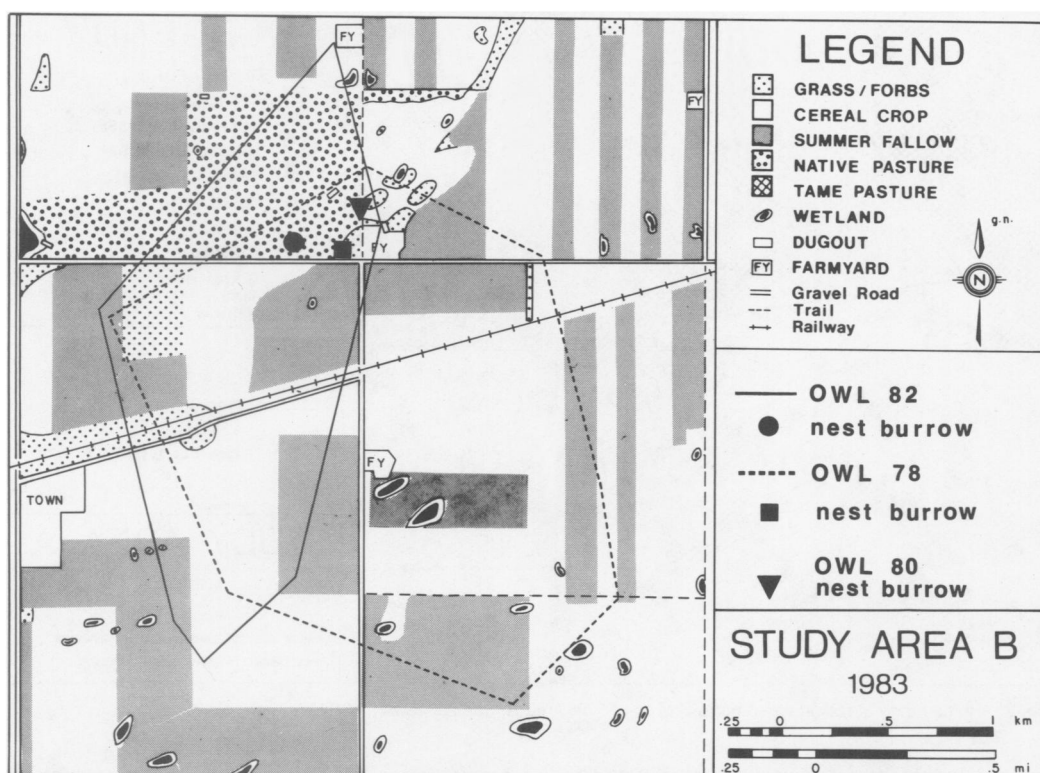 FY
FY
FY
FY
TOWN
LEGEND
GRASS / FORBS
CEREAL CROP
SUMMER FALLOW
NATIVE PASTURE
TAME PASTURE
WETLAND
DUGOUT
FY FARMYARD
Gravel Road
Trail
Railway
g.n.
N
OWL 82
nest burrow
OWL 78
nest burrow
OWL 80
nest burrow
STUDY AREA B
1983
.25 0 .5 1 km
.25 0 .5 mi